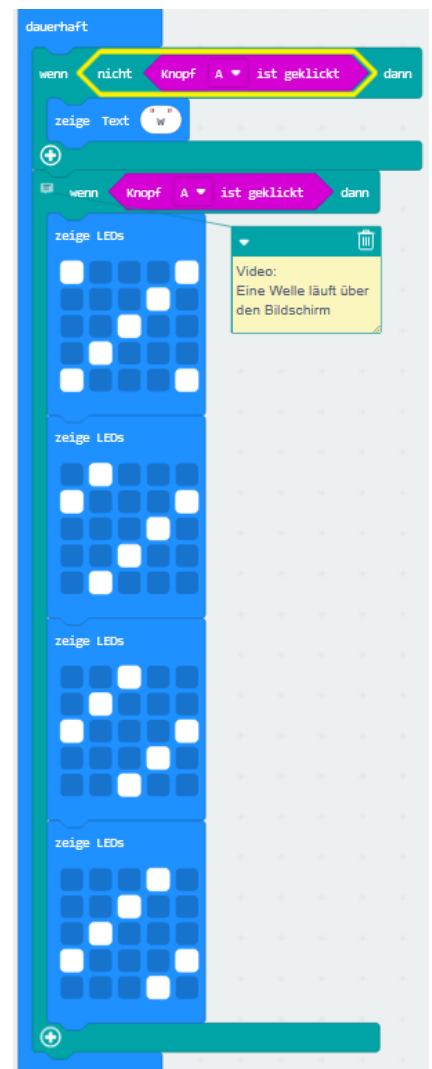 dauerhaft
wenn nicht Knopf A ist geklickt dann
zeige Text "w"
wenn Knopf A ist geklickt dann
zeige LEDs
Video:
Eine Welle läuft über
den Bildschirm
zeige LEDs
zeige LEDs
zeige LEDs